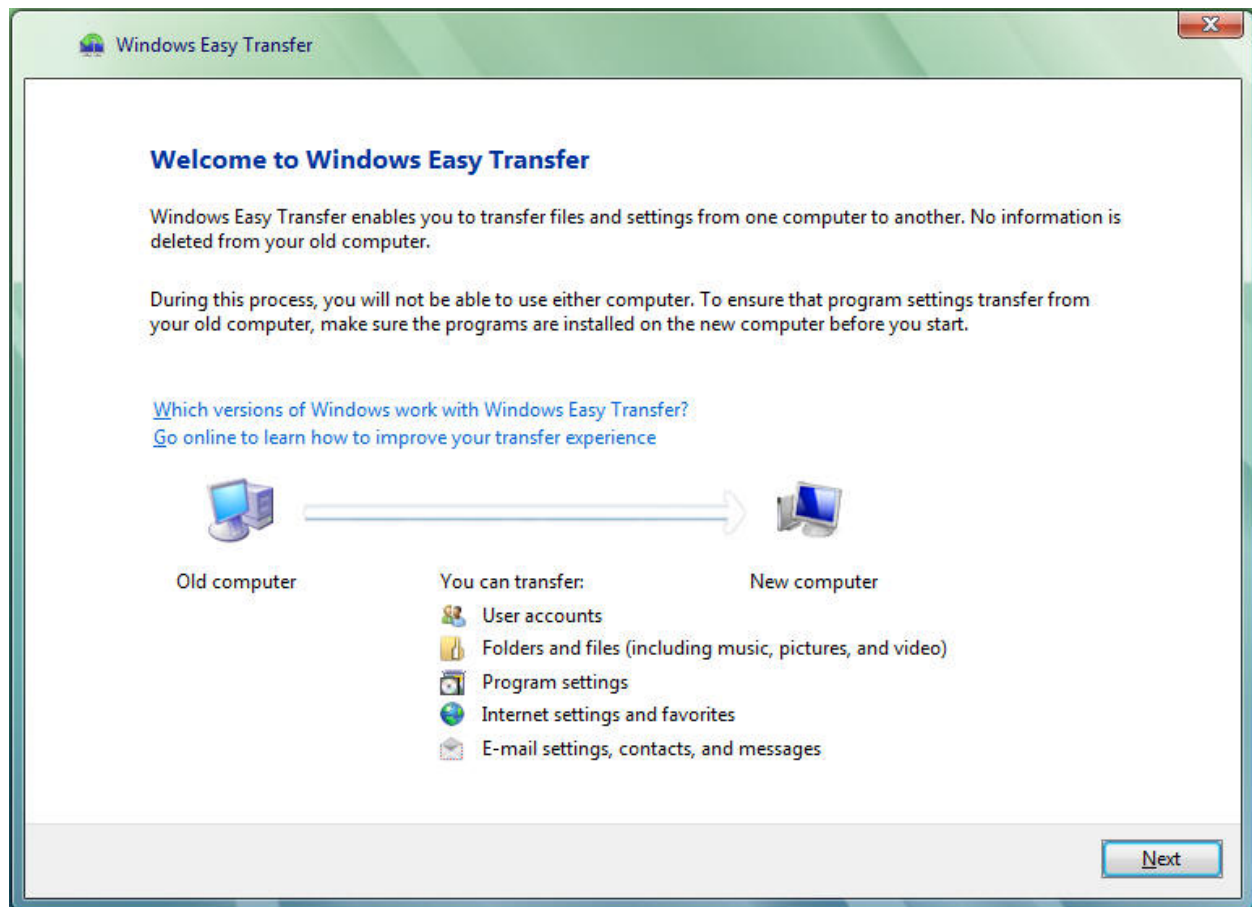 Windows Easy Transfer
Welcome to Windows Easy Transfer
Windows Easy Transfer enables you to transfer files and settings from one computer to another. No information is
deleted from your old computer.
During this process, you will not be able to use either computer. To ensure that program settings transfer from
your old computer, make sure the programs are installed on the new computer before you start.
Which versions of Windows work with Windows Easy Transfer?
Go online to learn how to improve your transfer experience
Old computer
You can transfer:
New computer
User accounts
Folders and files (including music, pictures, and video)
Program settings
Internet settings and favorites
E-mail settings, contacts, and messages
Next